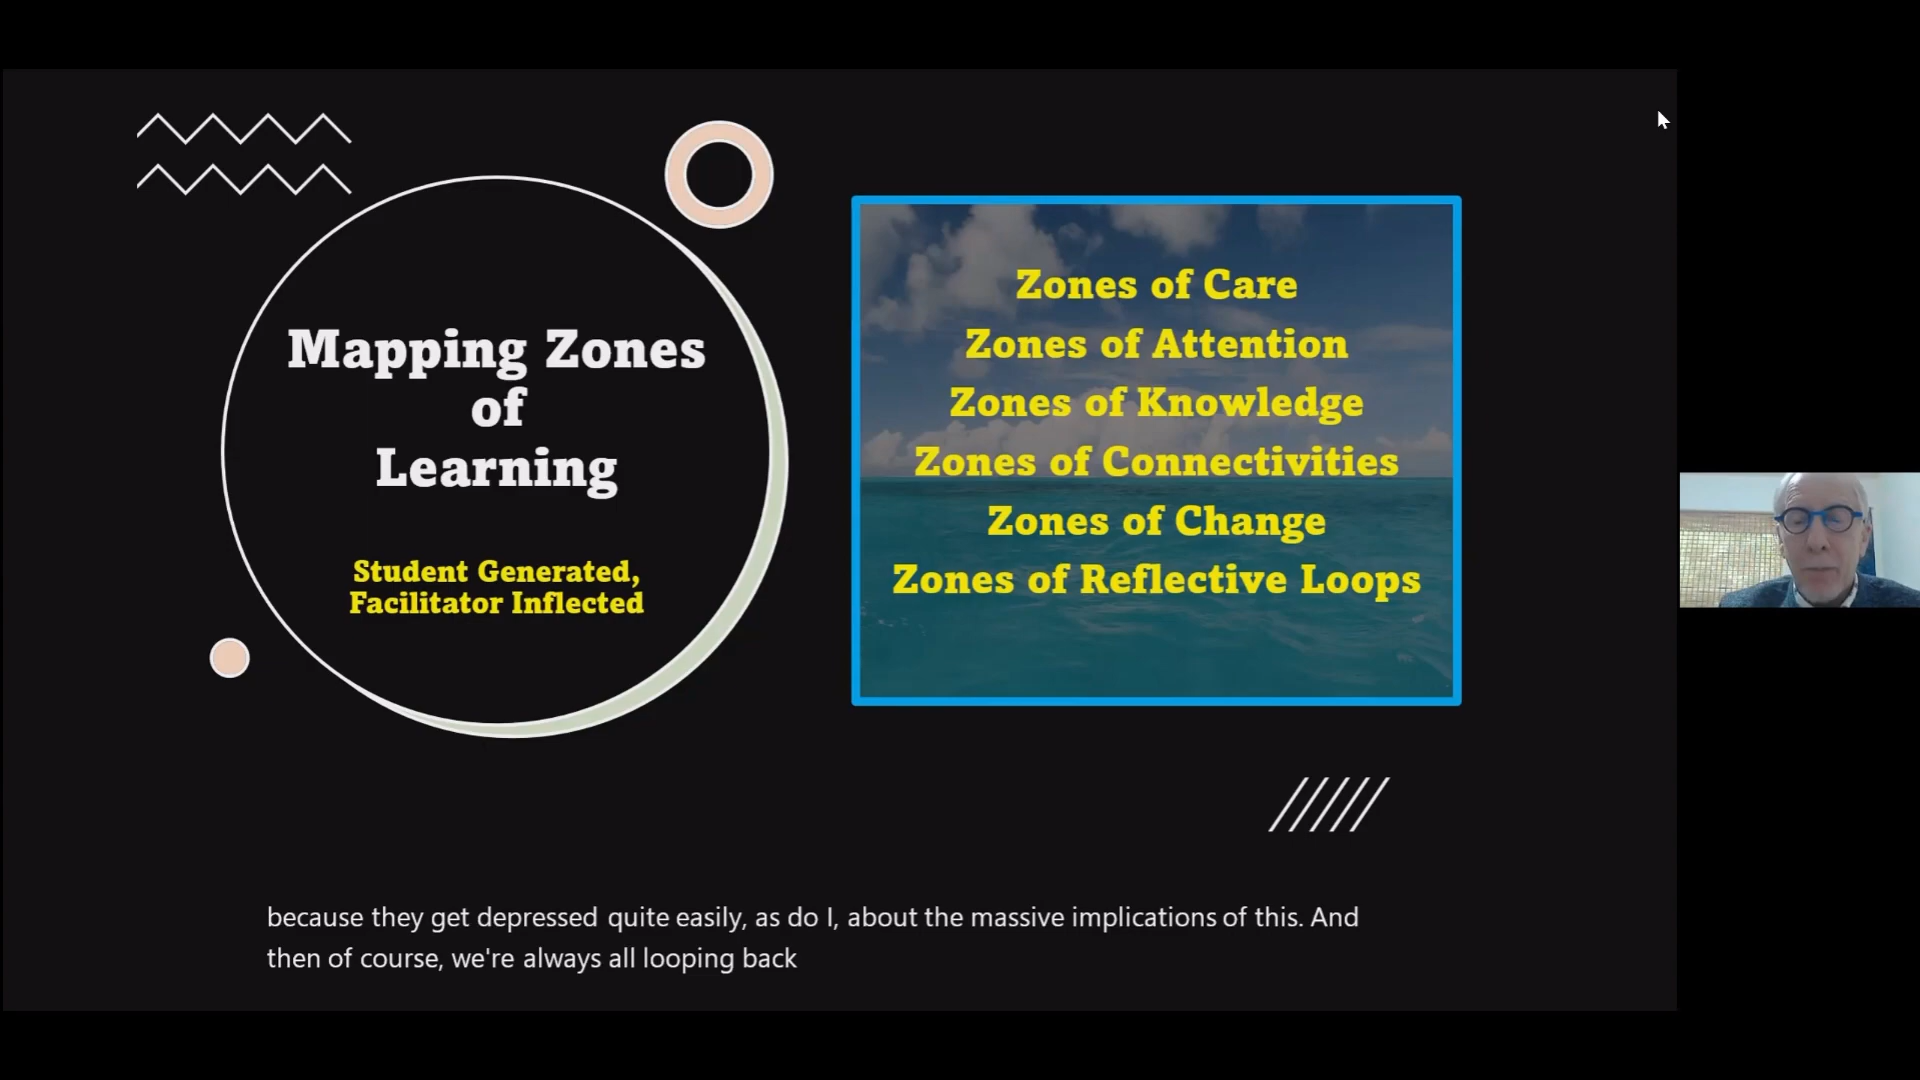 Mapping Zones
of
Learning
Student Generated,
Facilitator Inflected
Zones of Care
Zones of Attention
Zones of Knowledge
Zones of Connectivities
Zones of Change
Zones of Reflective Loops
because they get depressed quite easily, as do I, about the massive implications of this. And
then of course, we're always all looping back